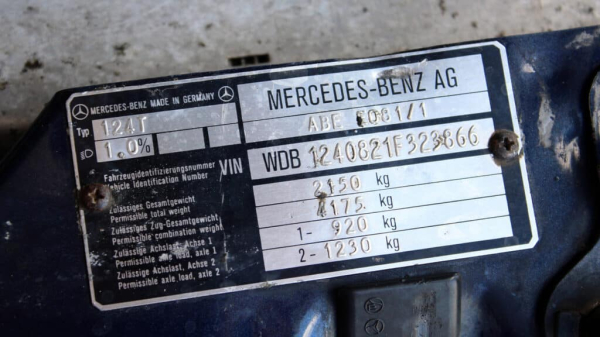 MERCEDES-BENZ MADE IN GERMANY
MERCEDES-BENZ AG
Typ 124T
ABE E081/1
1.0%
Fahrzeugidentifizierungsnummer
Vehicle Identification Number
VIN
WDB 1240821F323866
Zulässiges Gesamtgewicht
Permissible total weight
2150 kg
Zulässiges Zug-Gesamtgewicht
Permissible combination weight
4175 kg
Zulässige Achslast, Achse 1
Permissible axle load, axle 1
1- 920 kg
Zulässige Achslast, Achse 2
Permissible axle load, axle 2
2- 1230 kg